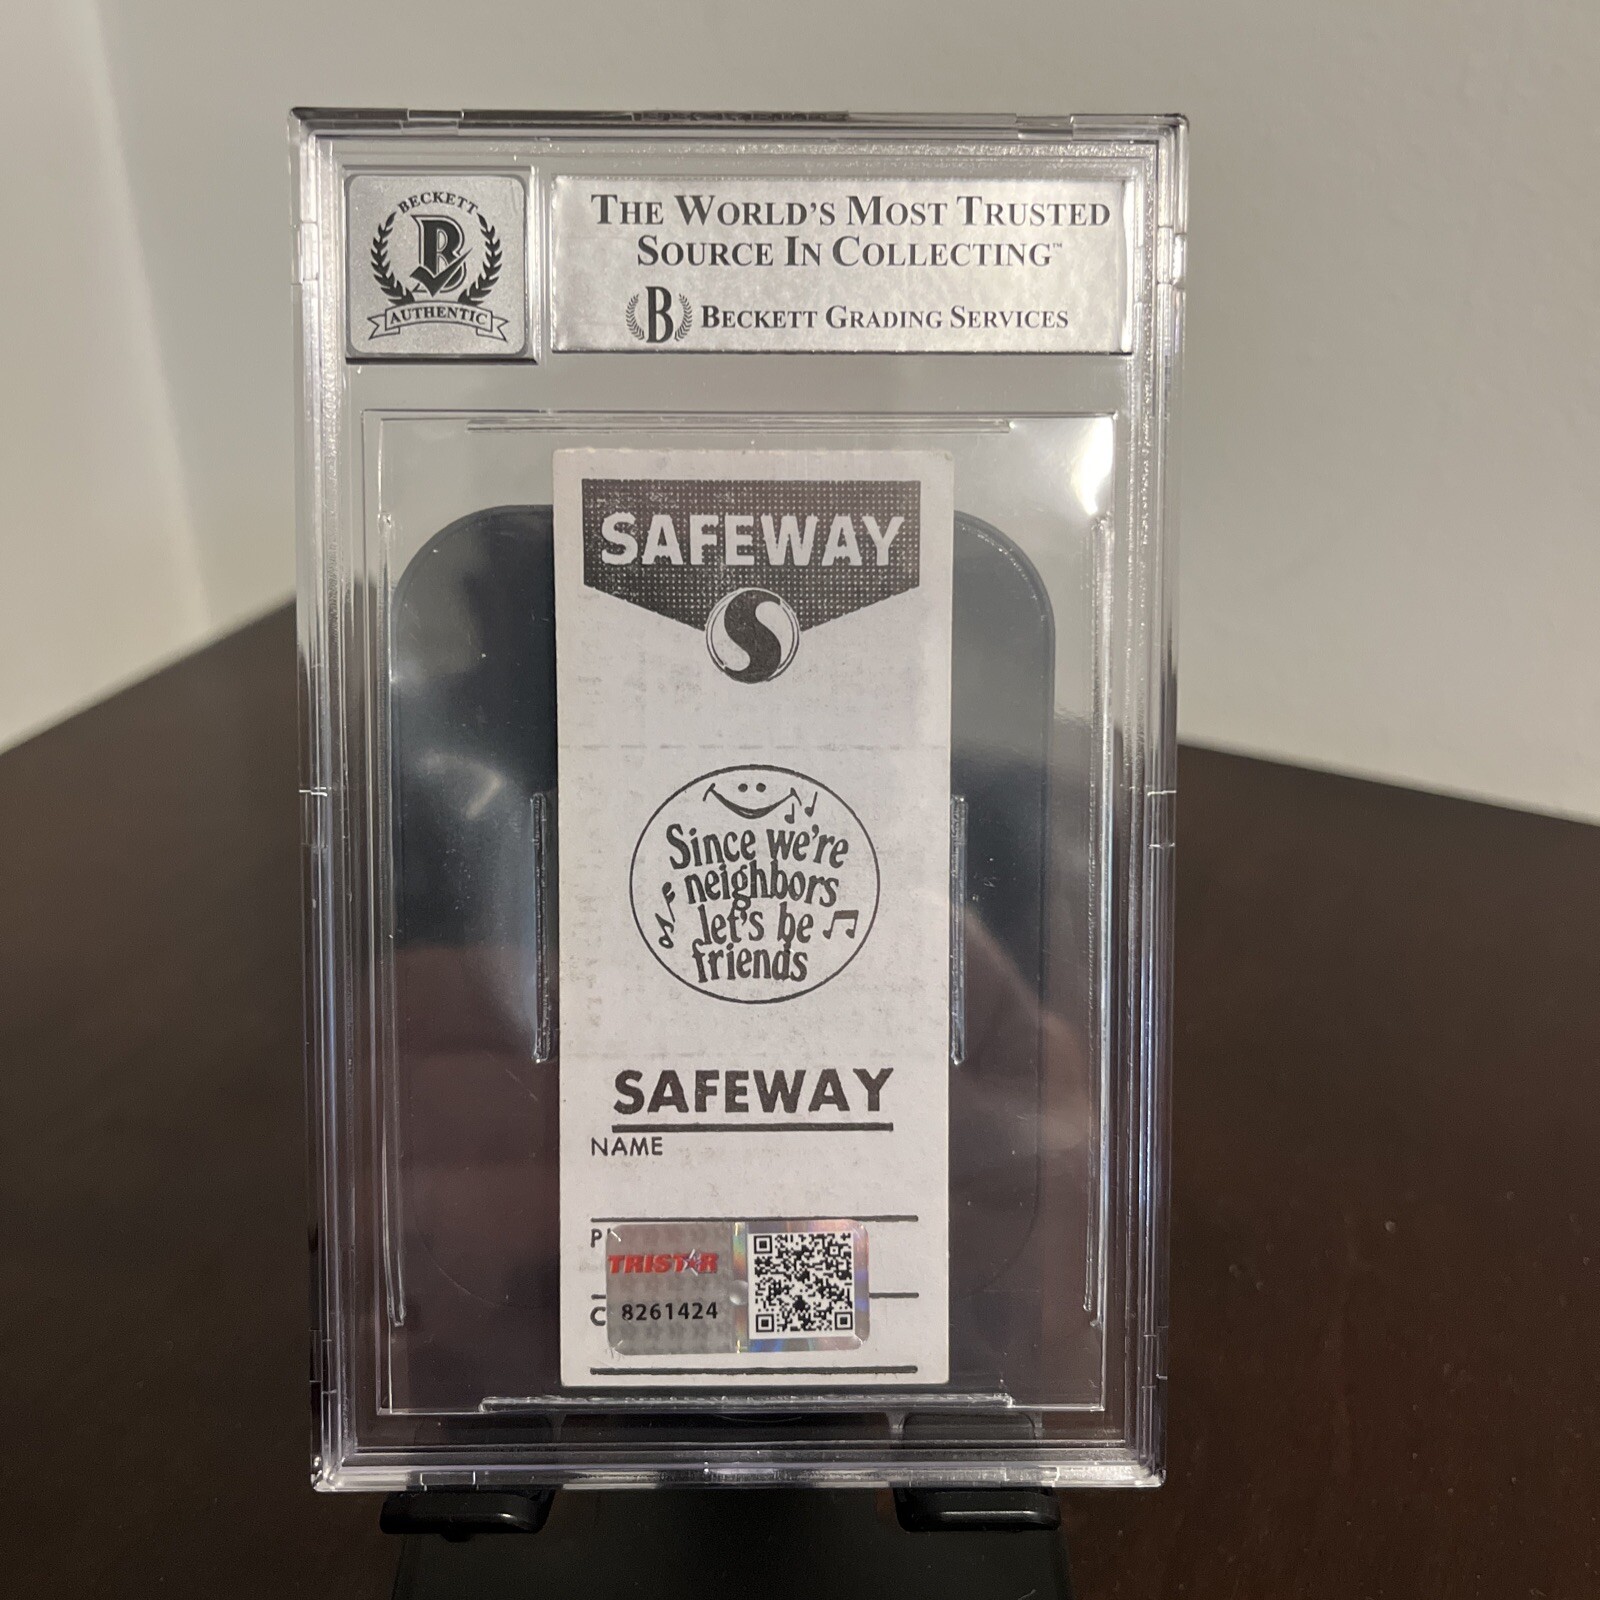 BECKETT
AUTHENTIC
THE WORLD'S MOST TRUSTED
SOURCE IN COLLECTING™
BECKETT GRADING SERVICES
SAFEWAY
S
Since we're
neighbors
let's be
friends
SAFEWAY
NAME
P
TRISTAR
C
8261424